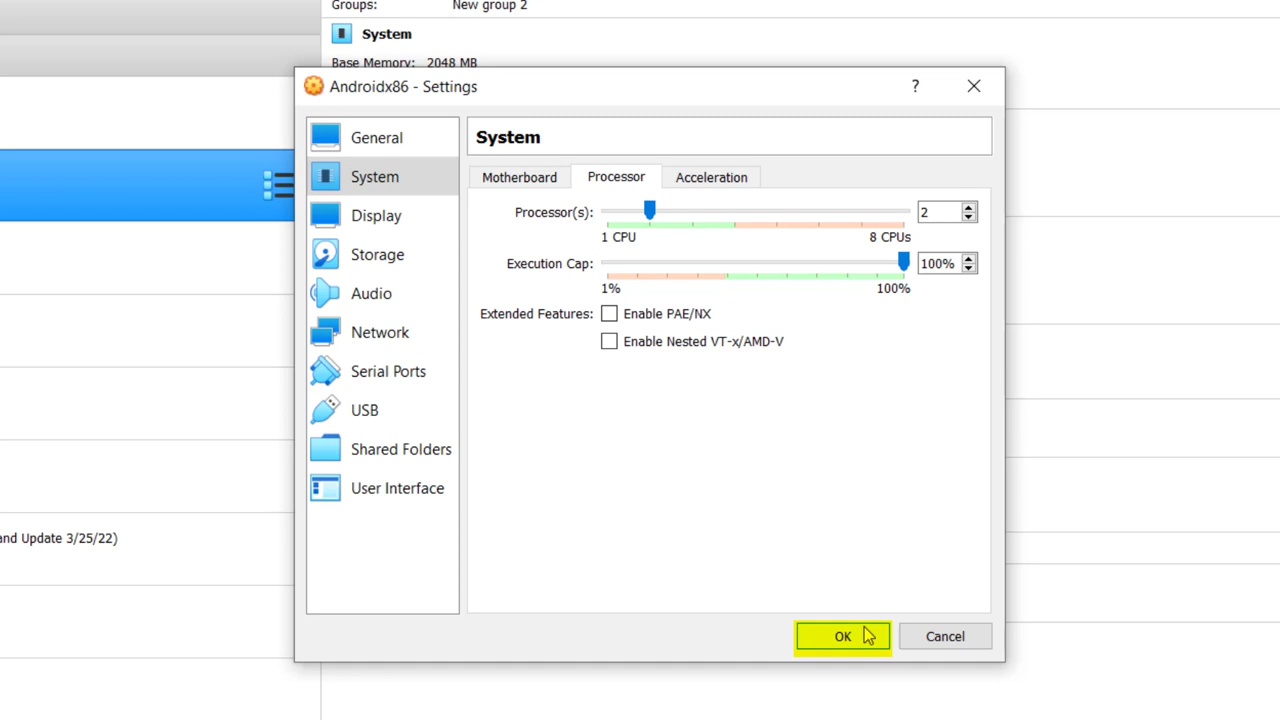 Groups: New group 2
System
Base Memory: 2048 MB
Androidx86 - Settings
?
General
System
Display
Storage
Audio
Network
Serial Ports
USB
Shared Folders
User Interface
System
Motherboard Processor Acceleration
Processor(s): 2
1 CPU 8 CPUs
Execution Cap: 100%
1% 100%
Extended Features: Enable PAE/NX
Enable Nested VT-x/AMD-V
and Update 3/25/22)
OK Cancel